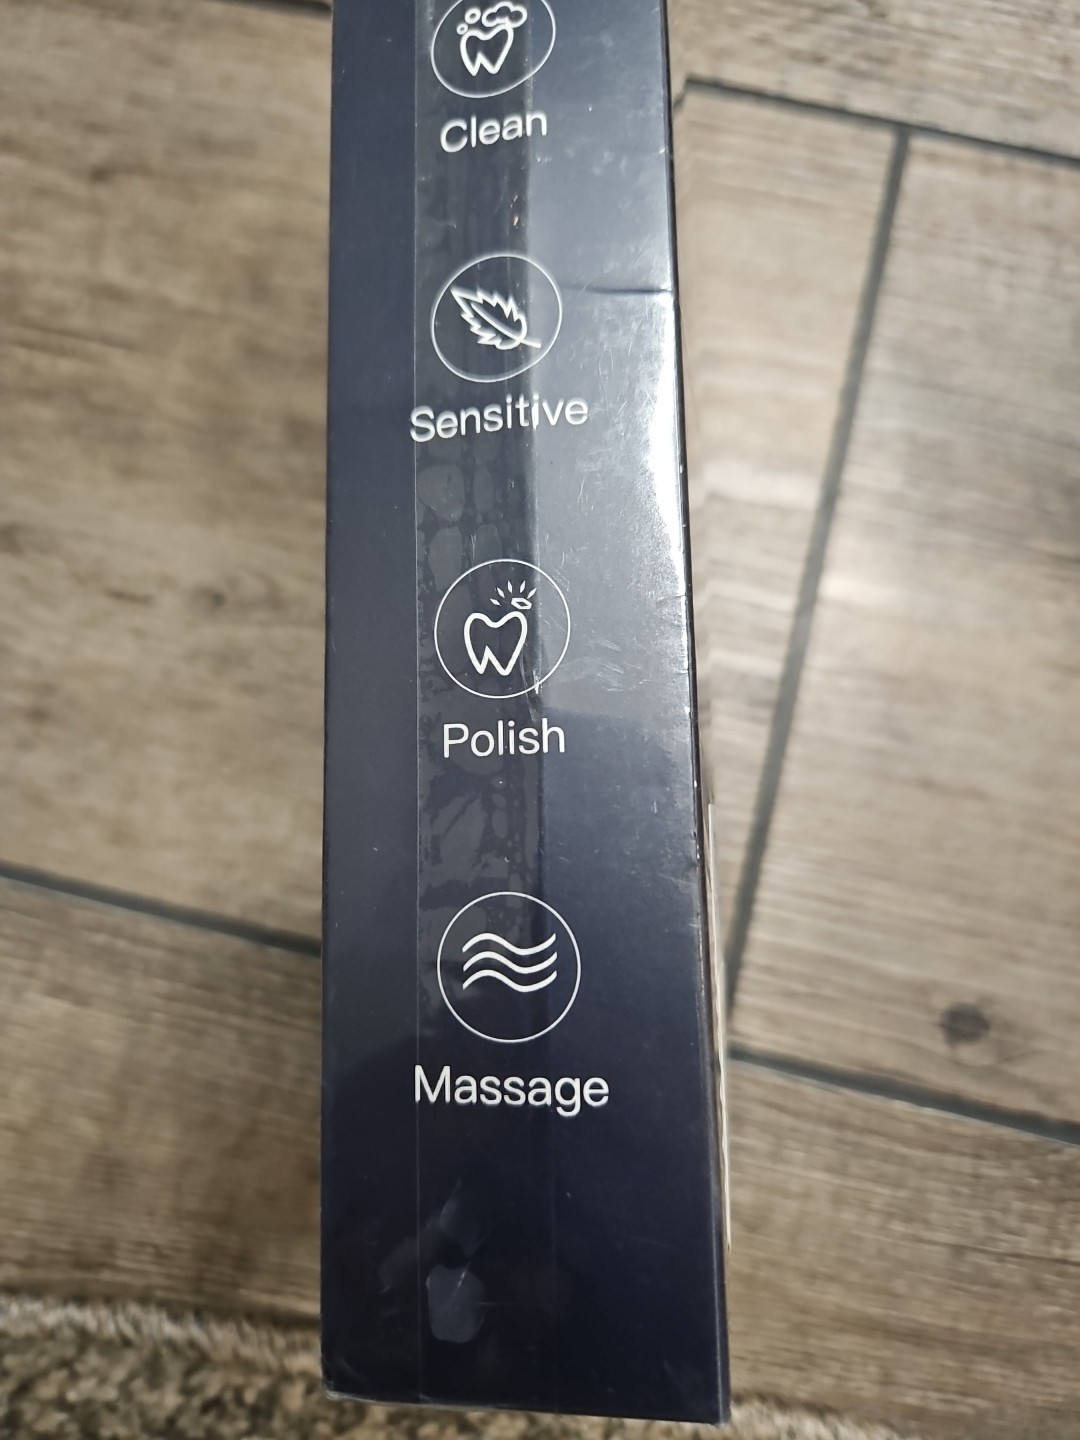 Clean
Sensitive
Polish
Massage